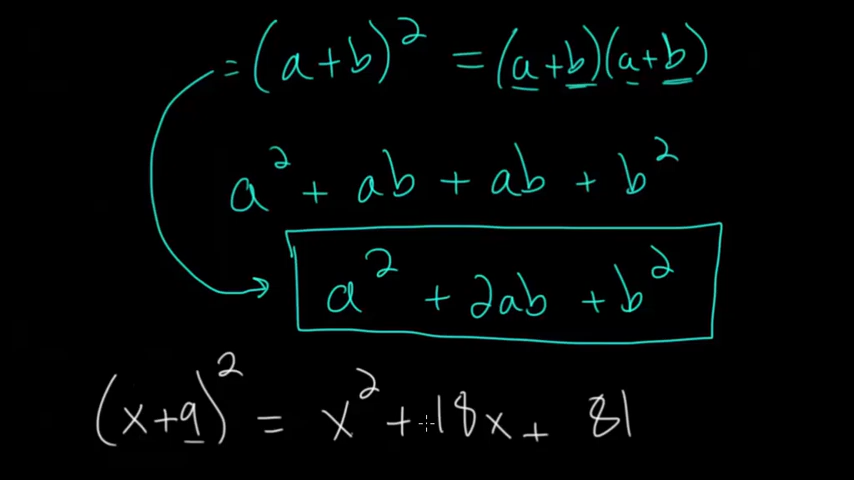 = (a+b)² = (a+b)(a+b)
a² + ab + ab + b²
a² + 2ab + b²
(x+9)² = x² + 18x + 81